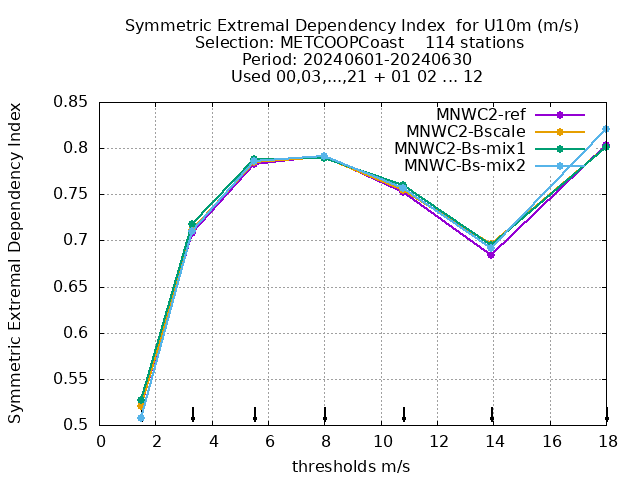 Symmetric Extremal Dependency Index  for U10m (m/s)
Selection: METCOOPCoast    114 stations
Period: 20240601-20240630
Used 00,03,...,21 + 01 02 ... 12
Symmetric Extremal Dependency Index
0.85
0.8
0.75
0.7
0.65
0.6
0.55
0.5
MNWC2-ref
MNWC2-Bscale
MNWC2-Bs-mix1
MNWC-Bs-mix2
0 2 4 6 8 10 12 14 16 18
thresholds m/s